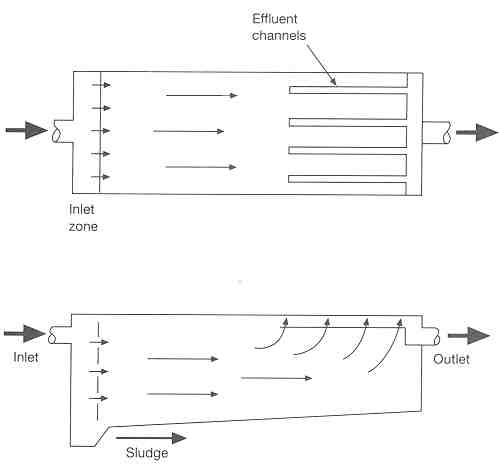 Effluent
channels
Inlet
zone
Inlet
Outlet
Sludge